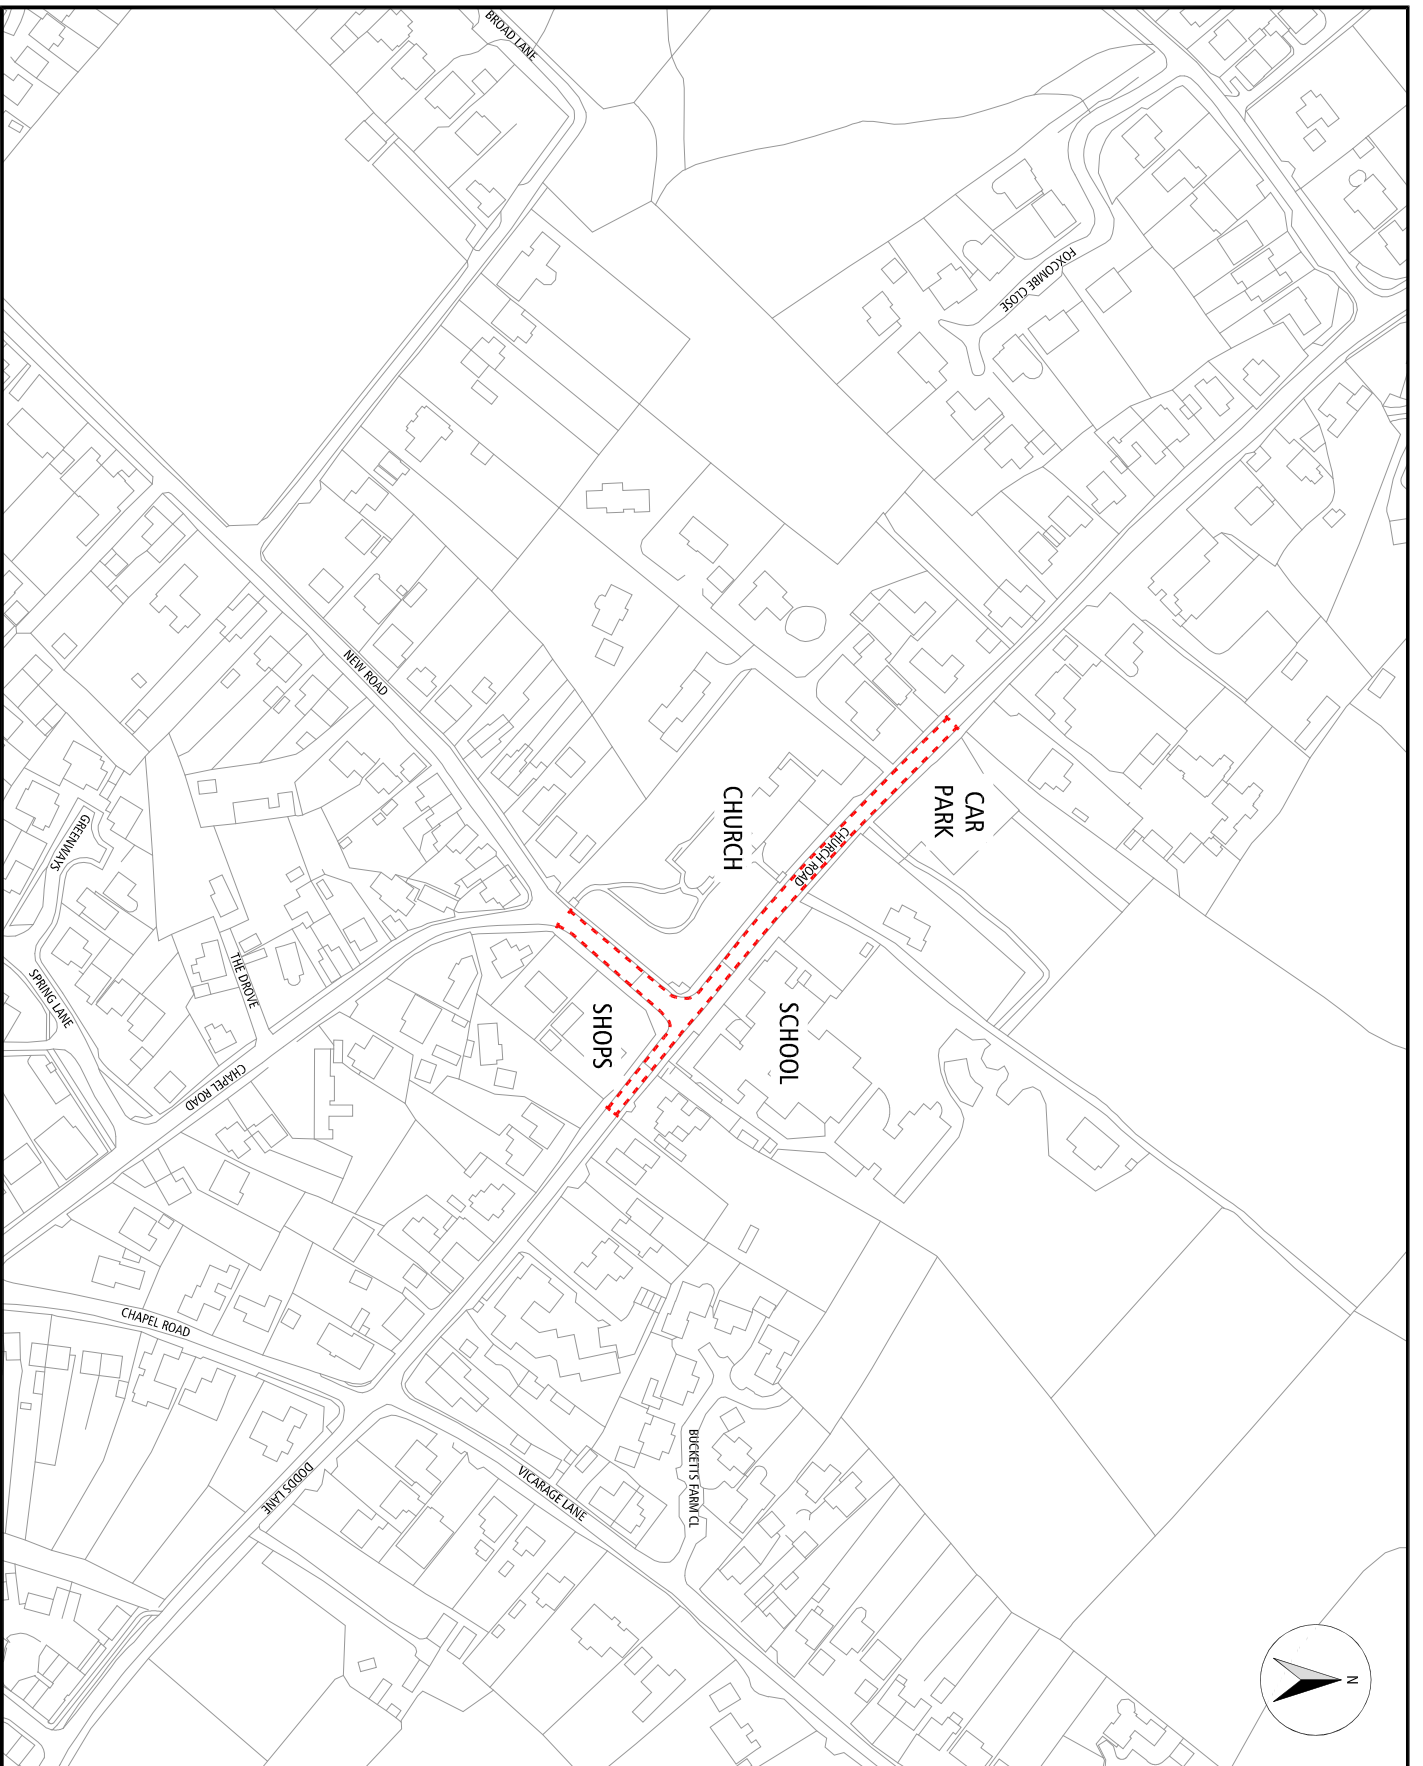 BROAD LANE
FOXCOMBE CLOSE
NEW ROAD
CAR
PARK
CHURCH
CHURCH ROAD
GREENWAYS
SPRING LANE
THE DROVE
SHOPS
SCHOOL
CHAPEL ROAD
CHAPEL ROAD
DODDS LANE
VICARAGE LANE
BUCKETTS FARM CL
N